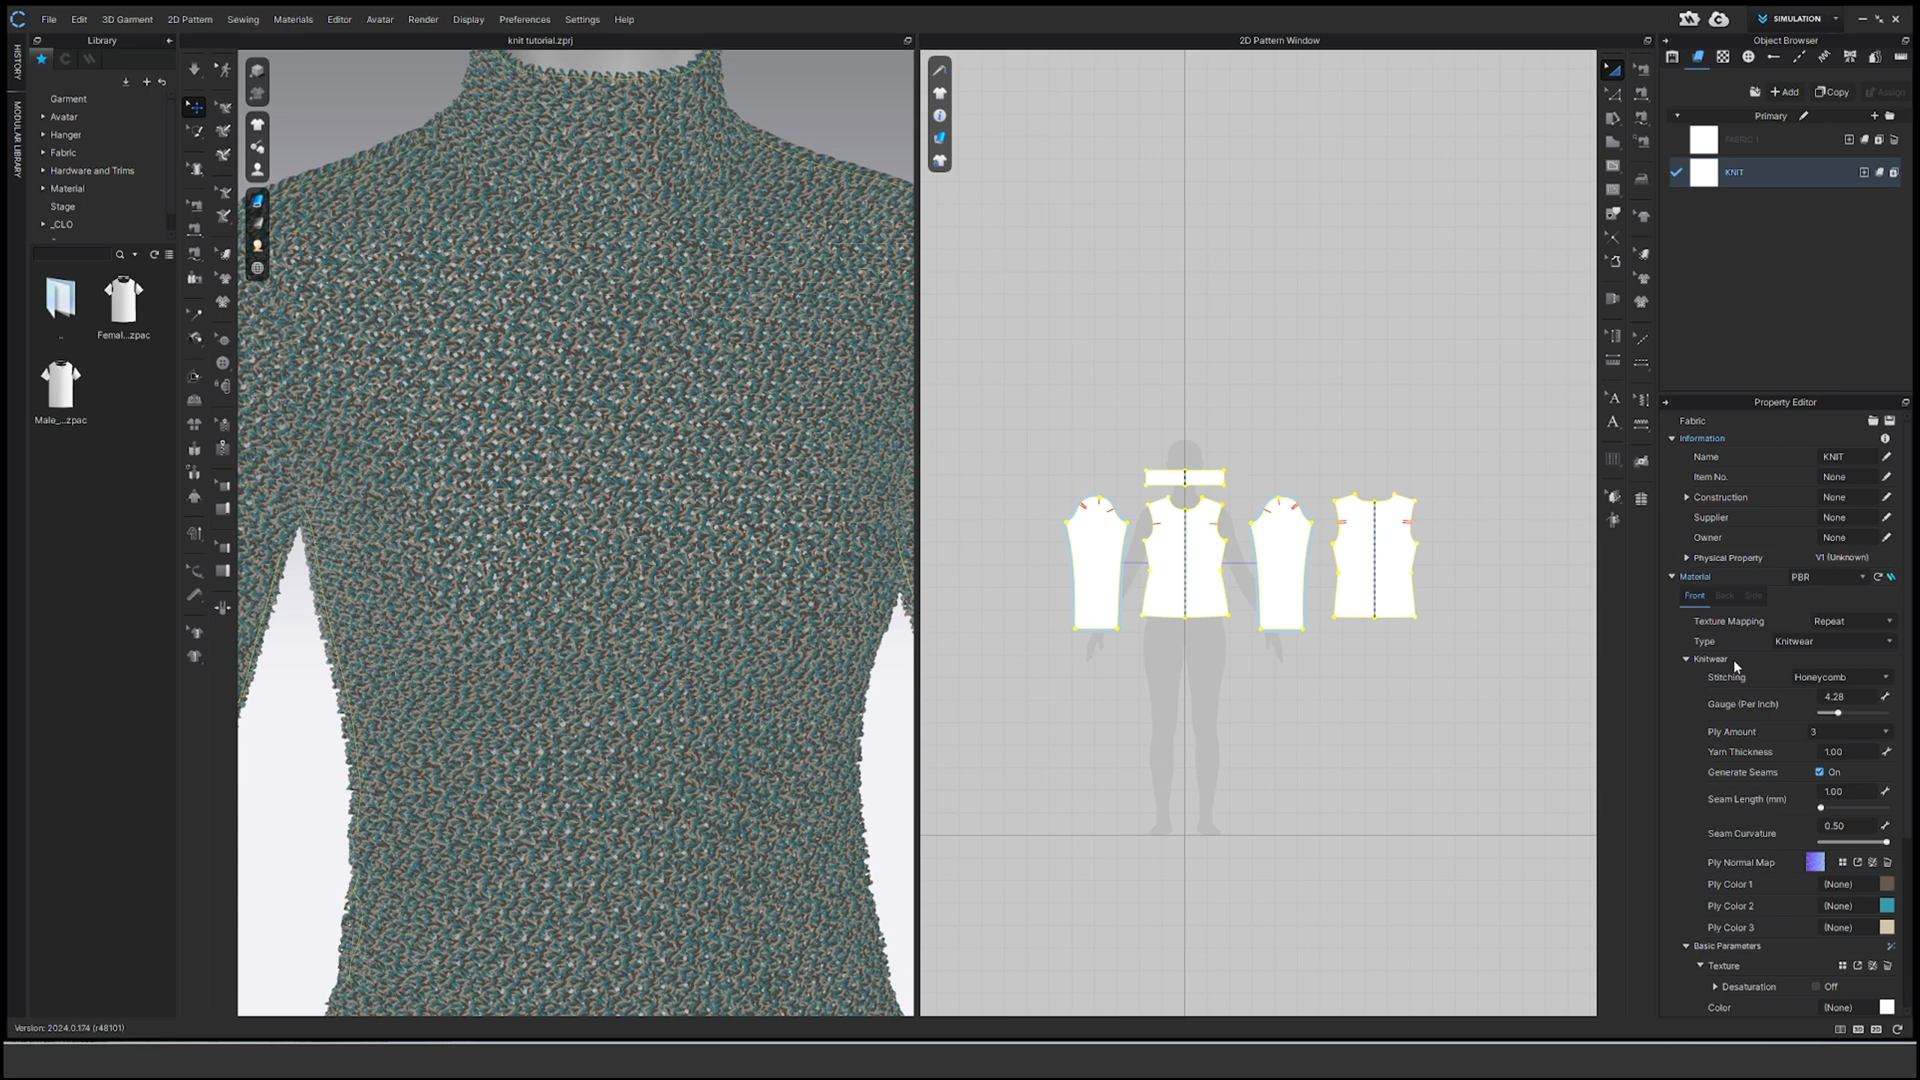 File Edit 3D Garment 2D Pattern Sewing Materials Editor Avatar Render Display Preferences Settings Help
SIMULATION
HISTORY
MODULAR LIBRARY
Library
knit tutorial.zprj
2D Pattern Window
Object Browser
Garment
Avatar
Hanger
Fabric
Hardware and Trims
Material
Stage
_CLO
Femal...zpac
..
Male_...zpac
Add
Copy
Assign
Primary
FABRIC 1
KNIT
Property Editor
Fabric
Information
Name KNIT
Item No. None
Construction None
Supplier None
Owner None
Physical Property V1 (Unknown)
Material PBR
Front Back Side
Texture Mapping Repeat
Type Knitwear
Knitwear
Stitching Honeycomb
Gauge (Per Inch) 4.28
Ply Amount 3
Yarn Thickness 1.00
Generate Seams On
Seam Length (mm) 1.00
Seam Curvature 0.50
Ply Normal Map
Ply Color 1 (None)
Ply Color 2 (None)
Ply Color 3 (None)
Basic Parameters
Texture
Desaturation Off
Color (None)
Version: 2024.0.174 (r48101)